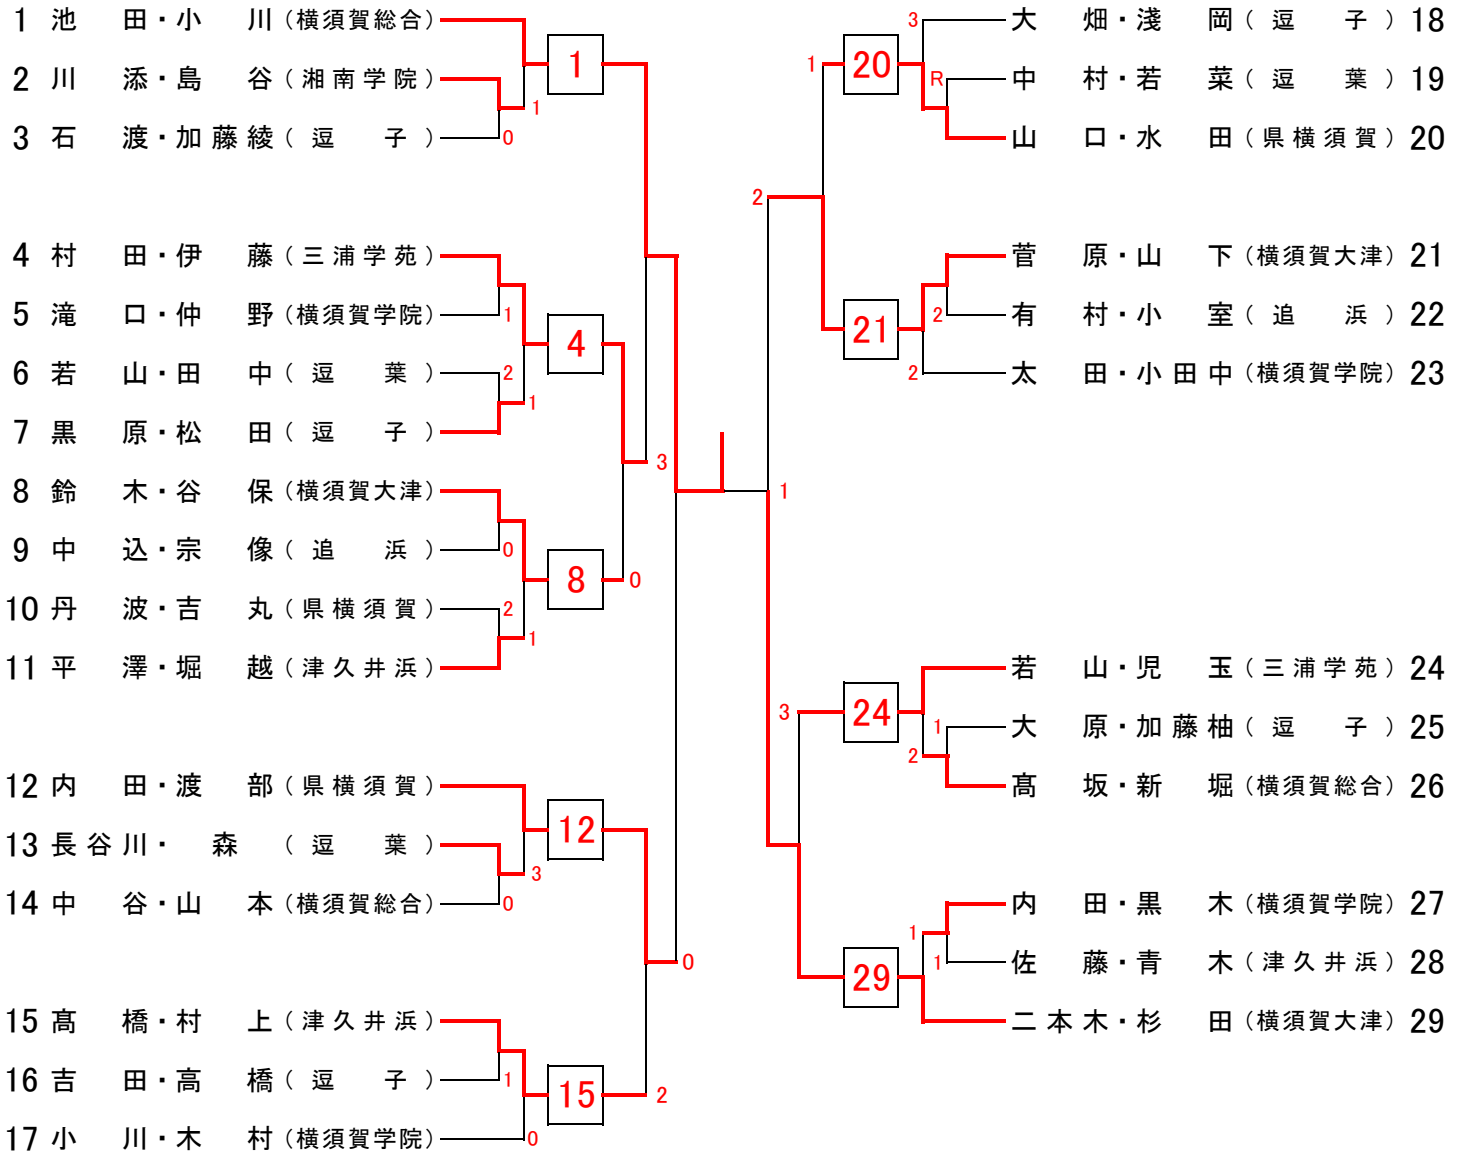 1 池田・小川（横須賀総合）
2 川添・島谷（湘南学院）
3 石渡・加藤綾（逗子）
4 村田・伊藤（三浦学苑）
5 滝口・仲野（横須賀学院）
6 若山・田中（逗葉）
7 黒原・松田（逗子）
8 鈴木・谷保（横須賀大津）
9 中込・宗像（追浜）
10 丹波・吉丸（県横須賀）
11 平澤・堀越（津久井浜）
12 内田・渡部（県横須賀）
13 長谷川・森（逗葉）
14 中谷・山本（横須賀総合）
15 髙橋・村上（津久井浜）
16 吉田・高橋（逗子）
17 小川・木村（横須賀学院）
1
1
0
1
4
2
1
3
0
8
0
2
1
12
3
0
0
1
15
2
0
1
20
3
R
2
21
2
2
1
3
24
1
2
1
29
1
大畑・淺岡（逗子）18
中村・若菜（逗葉）19
山口・水田（県横須賀）20
菅原・山下（横須賀大津）21
有村・小室（追浜）22
太田・小田中（横須賀学院）23
若山・児玉（三浦学苑）24
大原・加藤柚（逗子）25
髙坂・新堀（横須賀総合）26
内田・黒木（横須賀学院）27
佐藤・青木（津久井浜）28
二本木・杉田（横須賀大津）29